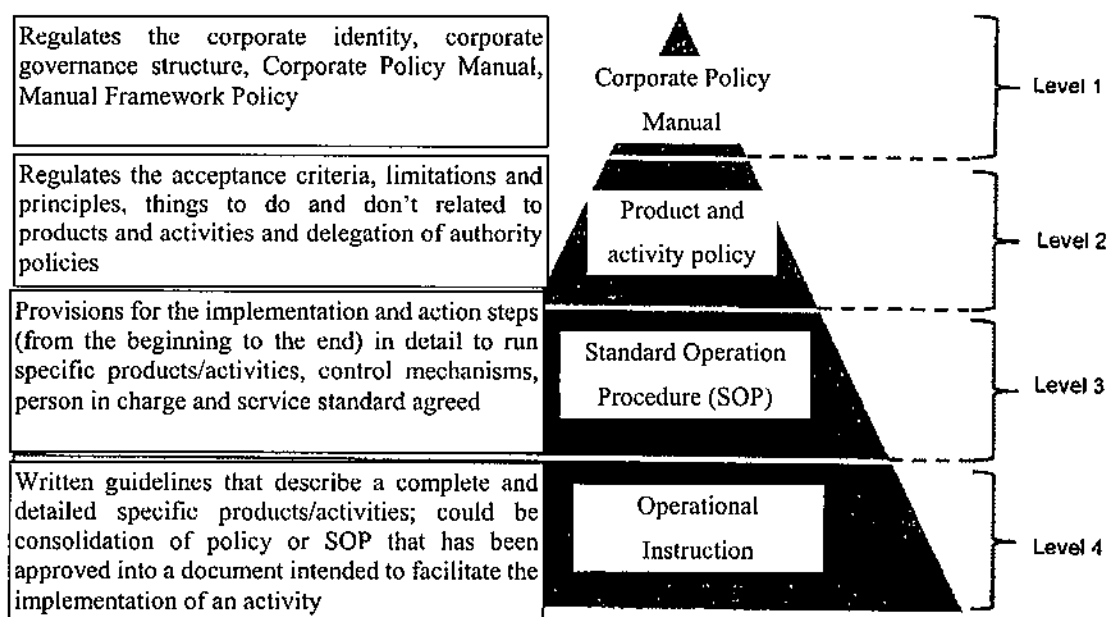 Regulates the corporate identity, corporate
governance structure, Corporate Policy Manual,
Manual Framework Policy
Corporate Policy
Manual
Level 1
Regulates the acceptance criteria, limitations and
principles, things to do and don't related to
products and activities and delegation of authority
policies
Product and
activity policy
Level 2
Provisions for the implementation and action steps
(from the beginning to the end) in detail to run
specific products/activities, control mechanisms,
person in charge and service standard agreed
Standard Operation
Procedure (SOP)
Level 3
Written guidelines that describe a complete and
detailed specific products/activities; could be
consolidation of policy or SOP that has been
approved into a document intended to facilitate the
implementation of an activity
Operational
Instruction
Level 4